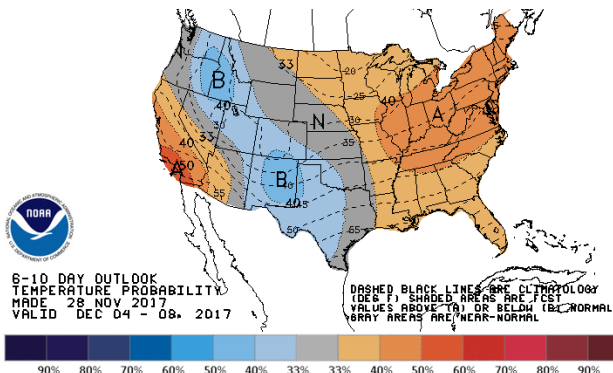 33
-20
-25
40
A
B
40
30
33
N
-30
35
A
40
33
50
A
55
B
40
40
45
50
65
NOAA
6-10 DAY OUTLOOK
TEMPERATURE PROBABILITY
MADE 28 NOV 2017
VALID DEC 04 - 08, 2017
DASHED BLACK LINES ARE CLIMATOLOGY
(DEG F) SHADED AREAS ARE FCST
VALUES ABOVE (A) OR BELOW (B) NORMAL
GRAY AREAS ARE NEAR-NORMAL
90% 80% 70% 60% 50% 40% 33% 33% 40% 50% 60% 70% 80% 90%